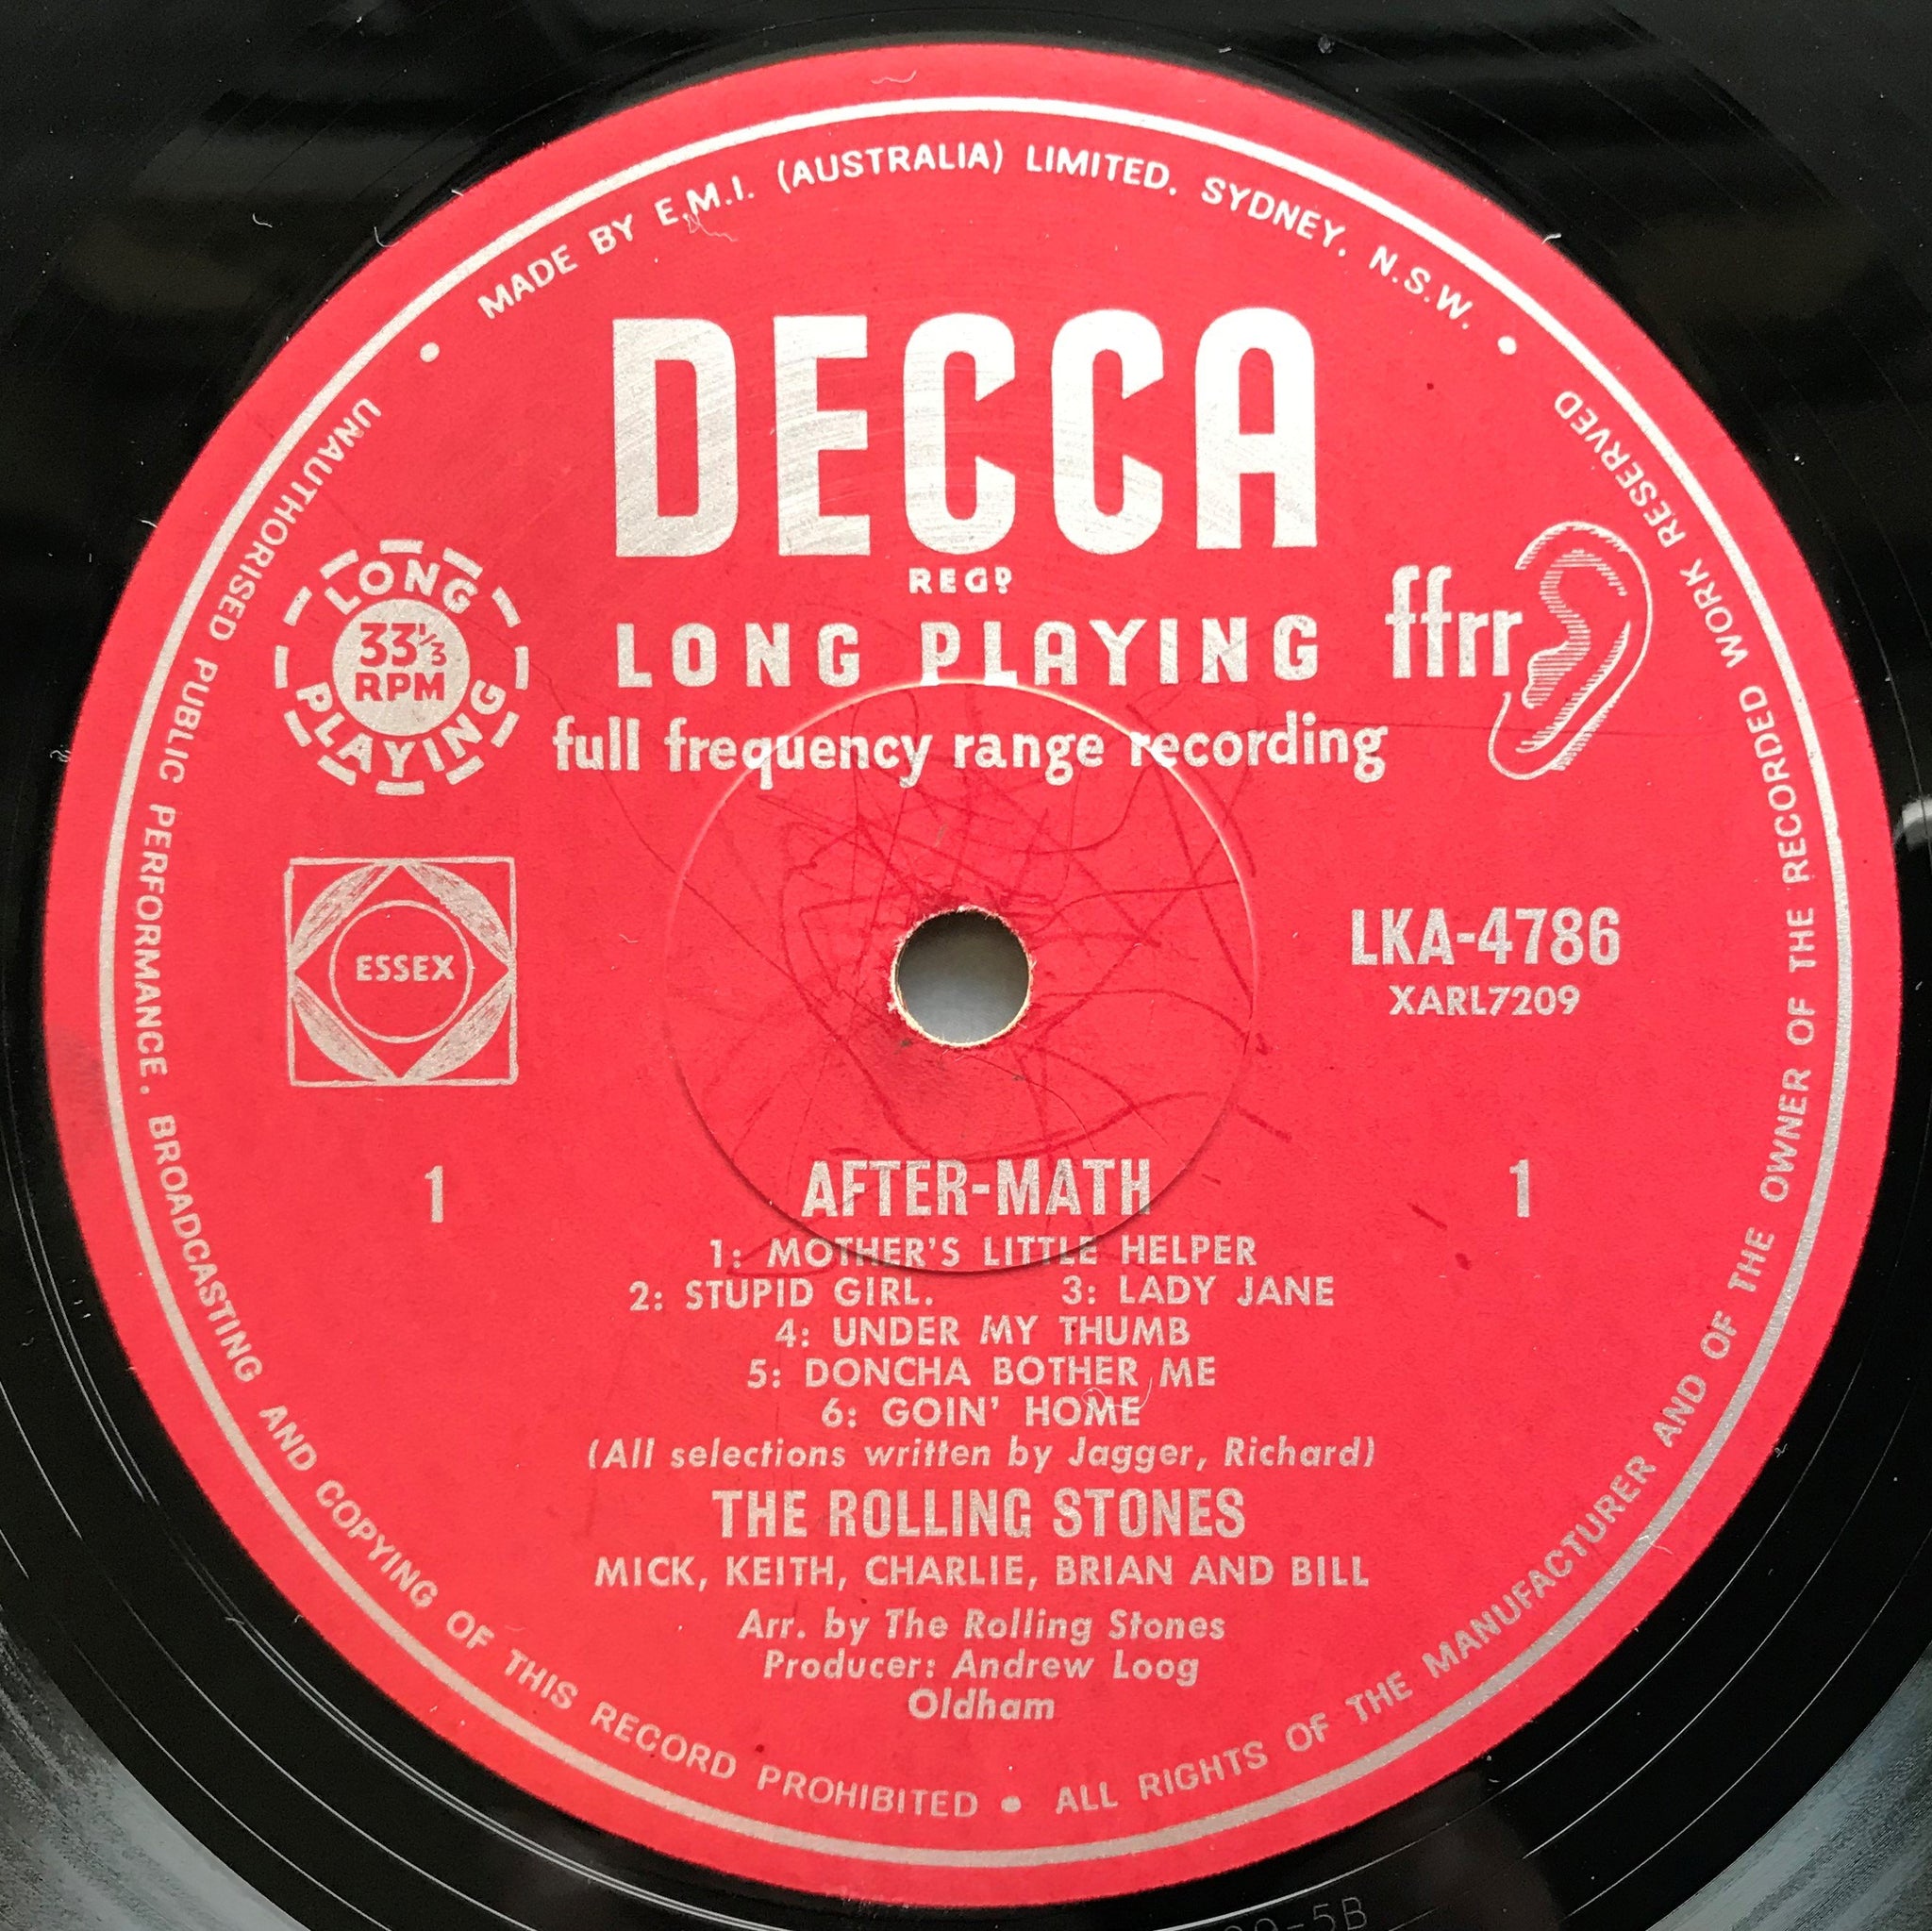 MADE BY E.M.I. (AUSTRALIA) LIMITED. SYDNEY, N.S.W. •
DECCA
REGD
LONG PLAYING
ffrr
full frequency range recording
LONG
33⅓
RPM
PLAYING
ESSEX
LKA-4786
XARL7209
1
1
AFTER-MATH
1: MOTHER'S LITTLE HELPER
2: STUPID GIRL. 3: LADY JANE
4: UNDER MY THUMB
5: DONCHA BOTHER ME
6: GOIN' HOME
(All selections written by Jagger, Richard)
THE ROLLING STONES
MICK, KEITH, CHARLIE, BRIAN AND BILL
Arr. by The Rolling Stones
Producer: Andrew Loog
Oldham
• UNAUTHORISED PUBLIC PERFORMANCE. BROADCASTING AND COPYING OF THIS RECORD PROHIBITED • ALL RIGHTS OF THE MANUFACTURER AND OF THE OWNER OF THE RECORDED WORK RESERVED
-5B